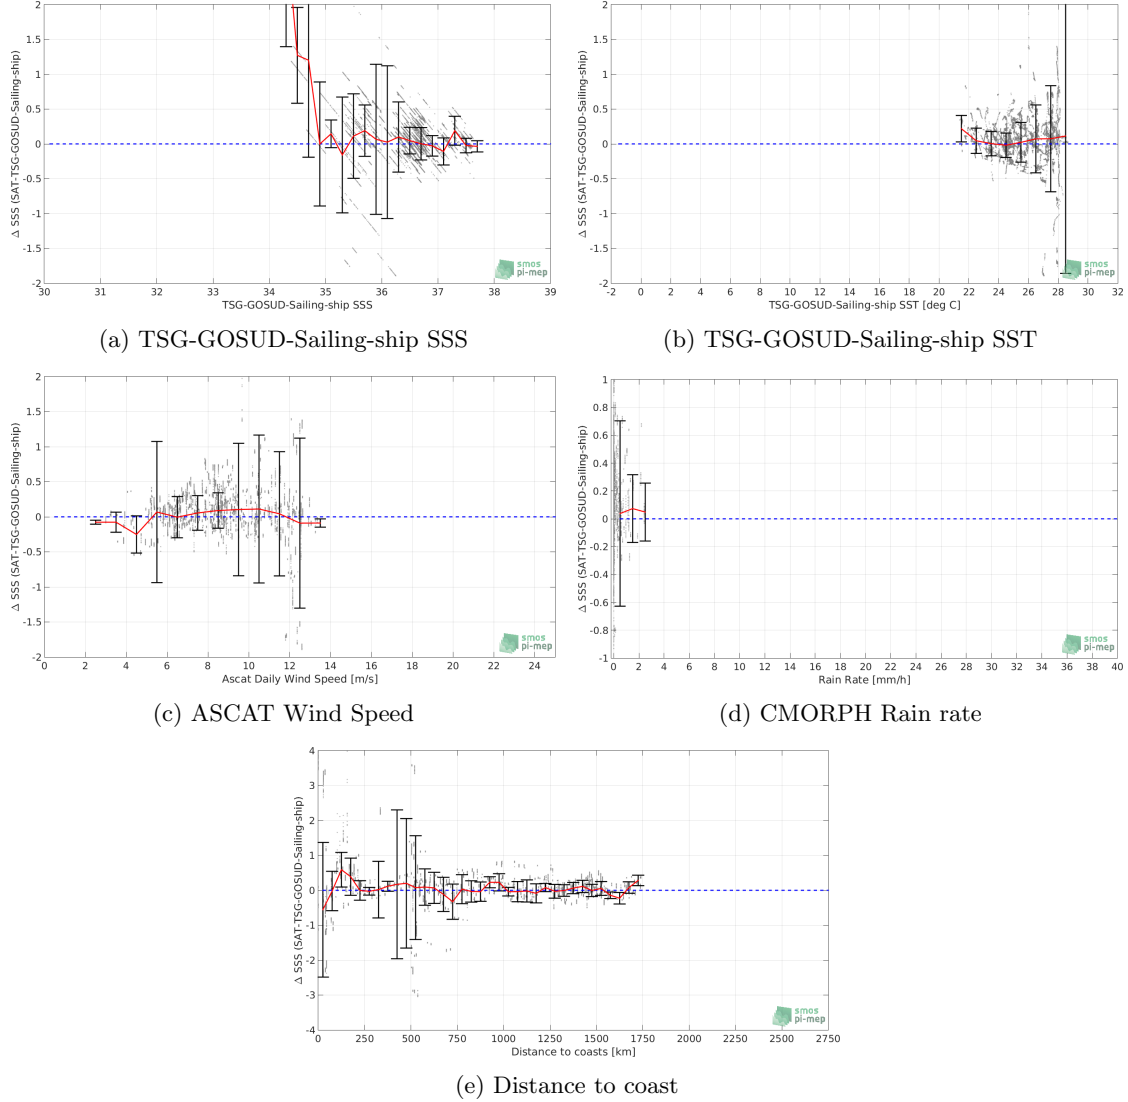 2
1.5
1
0.5
0
-0.5
-1
-1.5
-2
Δ SSS (SAT-TSG-GOSUD-Sailing-ship)
30 31 32 33 34 35 36 37 38 39
TSG-GOSUD-Sailing-ship SSS
smos
pi-mep
(a) TSG-GOSUD-Sailing-ship SSS
2
1.5
1
0.5
0
-0.5
-1
-1.5
-2
Δ SSS (SAT-TSG-GOSUD-Sailing-ship)
-2 0 2 4 6 8 10 12 14 16 18 20 22 24 26 28 30 32
TSG-GOSUD-Sailing-ship SST [deg C]
smos
pi-mep
(b) TSG-GOSUD-Sailing-ship SST
2
1.5
1
0.5
0
-0.5
-1
-1.5
-2
Δ SSS (SAT-TSG-GOSUD-Sailing-ship)
0 2 4 6 8 10 12 14 16 18 20 22 24
Ascat Daily Wind Speed [m/s]
smos
pi-mep
(c) ASCAT Wind Speed
1
0.8
0.6
0.4
0.2
0
-0.2
-0.4
-0.6
-0.8
-1
Δ SSS (SAT-TSG-GOSUD-Sailing-ship)
0 2 4 6 8 10 12 14 16 18 20 22 24 26 28 30 32 34 36 38 40
Rain Rate [mm/h]
smos
pi-mep
(d) CMORPH Rain rate
4
3
2
1
0
-1
-2
-3
-4
Δ SSS (SAT-TSG-GOSUD-Sailing-ship)
0 250 500 750 1000 1250 1500 1750 2000 2250 2500 2750
Distance to coasts [km]
smos
pi-mep
(e) Distance to coast